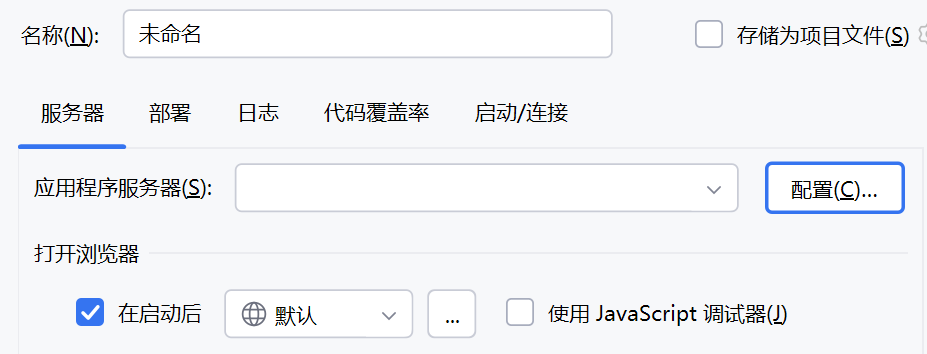 名称(N): 未命名 存储为项目文件(S)
服务器 部署 日志 代码覆盖率 启动/连接
应用程序服务器(S): 配置(C)...
打开浏览器
在启动后 默认 ... 使用 JavaScript 调试器(J)